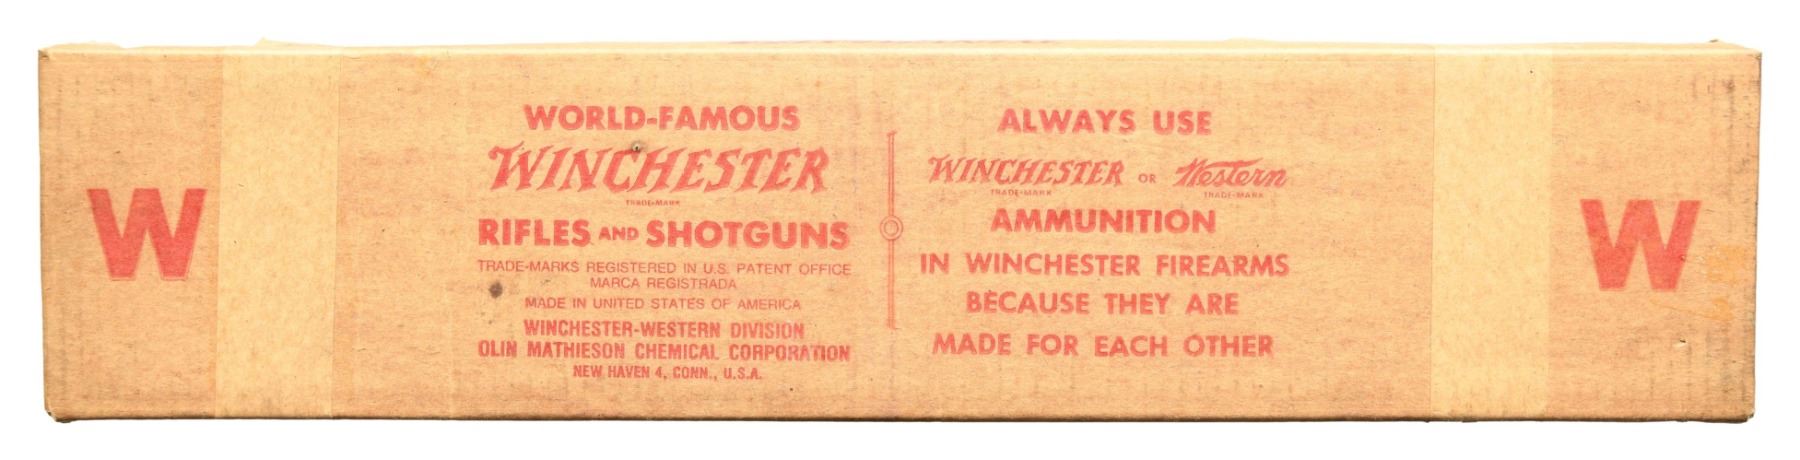 W
WORLD-FAMOUS
WINCHESTER
TRADE-MARK
RIFLES AND SHOTGUNS
TRADE-MARKS REGISTERED IN U.S. PATENT OFFICE
MARCA REGISTRADA
MADE IN UNITED STATES OF AMERICA
WINCHESTER-WESTERN DIVISION
OLIN MATHIESON CHEMICAL CORPORATION
NEW HAVEN 4, CONN., U.S.A.
ALWAYS USE
WINCHESTER OR Western
TRADE-MARK TRADE-MARK
AMMUNITION
IN WINCHESTER FIREARMS
BECAUSE THEY ARE
MADE FOR EACH OTHER
W